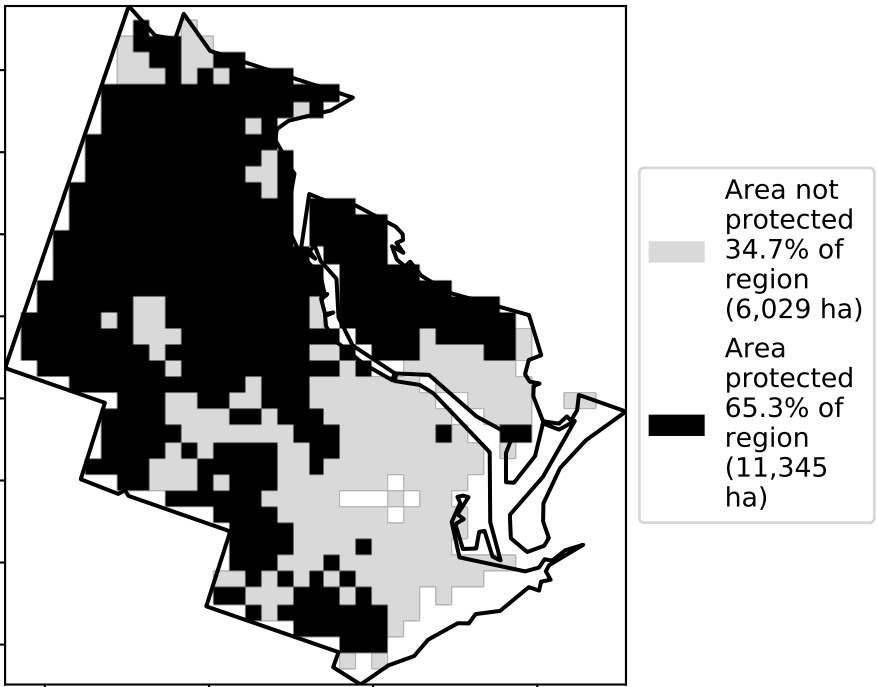 Area not
protected
34.7% of
region
(6,029 ha)
Area
protected
65.3% of
region
(11,345
ha)